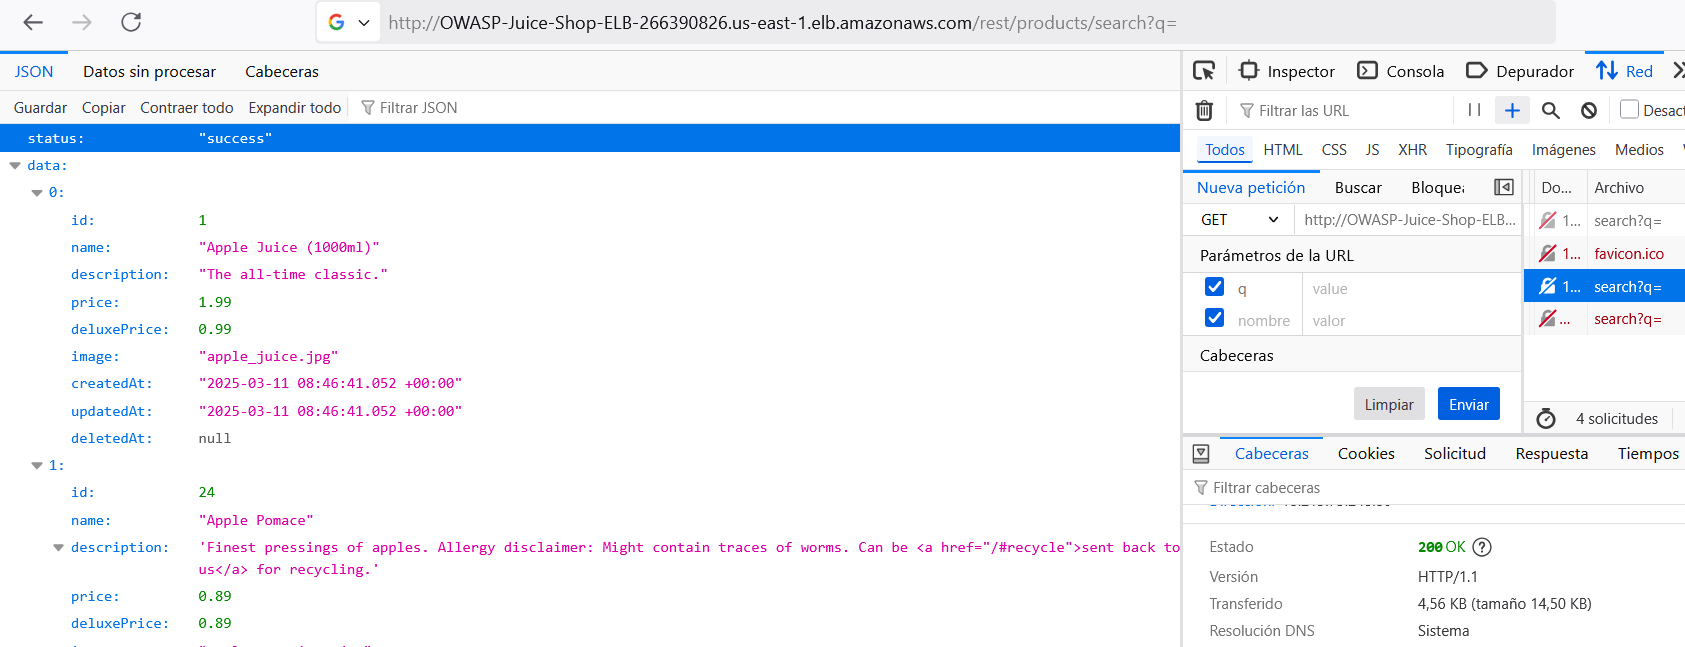 http://OWASP-Juice-Shop-ELB-266390826.us-east-1.elb.amazonaws.com/rest/products/search?q=
JSON Datos sin procesar Cabeceras
Guardar Copiar Contraer todo Expandir todo Filtrar JSON
status: "success"
data:
0:
id: 1
name: "Apple Juice (1000ml)"
description: "The all-time classic."
price: 1.99
deluxePrice: 0.99
image: "apple_juice.jpg"
createdAt: "2025-03-11 08:46:41.052 +00:00"
updatedAt: "2025-03-11 08:46:41.052 +00:00"
deletedAt: null
1:
id: 24
name: "Apple Pomace"
description: 'Finest pressings of apples. Allergy disclaimer: Might contain traces of worms. Can be <a href="/#recycle">sent back to
us</a> for recycling.'
price: 0.89
deluxePrice: 0.89
Inspector Consola Depurador Red
Filtrar las URL Desact
Todos HTML CSS JS XHR Tipografía Imágenes Medios
Nueva petición Buscar Bloquea
GET http://OWASP-Juice-Shop-ELB...
Parámetros de la URL
q value
nombre valor
Cabeceras
Limpiar Enviar
Do... Archivo
1... search?q=
1... favicon.ico
1... search?q=
... search?q=
4 solicitudes
Cabeceras Cookies Solicitud Respuesta Tiempos
Filtrar cabeceras
Estado 200 OK
Versión HTTP/1.1
Transferido 4,56 KB (tamaño 14,50 KB)
Resolución DNS Sistema